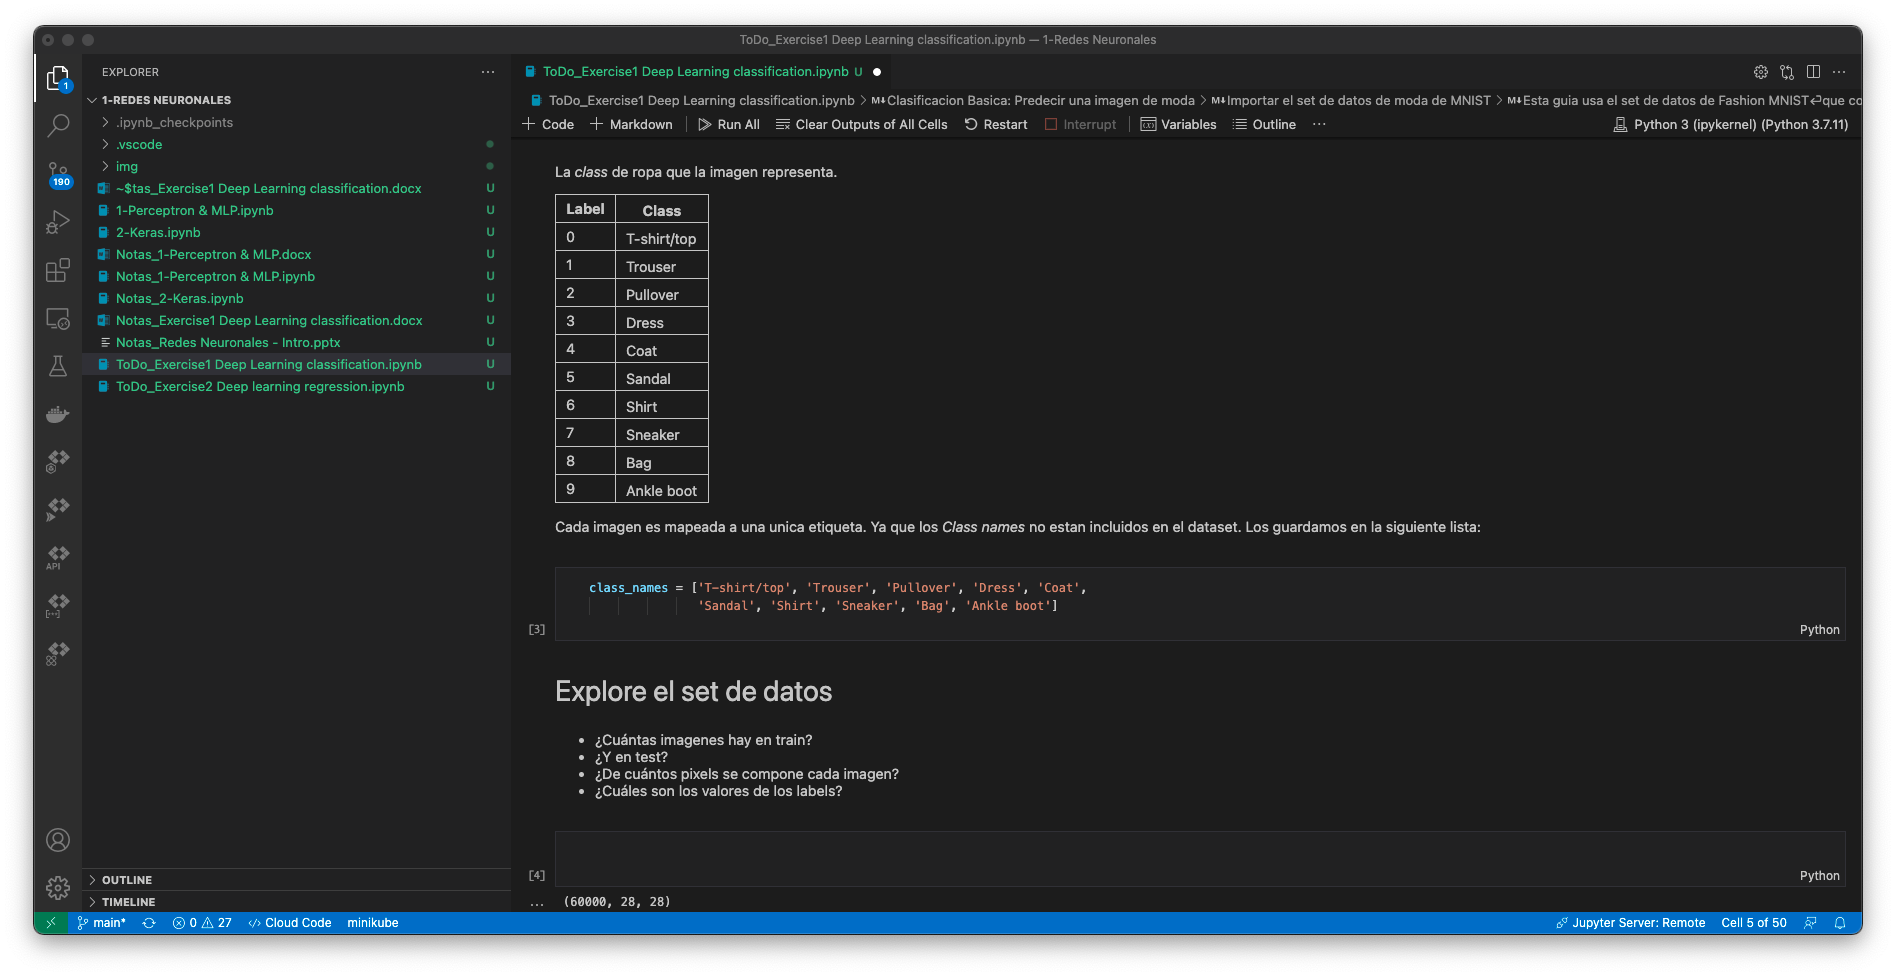 ToDo_Exercise1 Deep Learning classification.ipynb — 1-Redes Neuronales
EXPLORER
1
190
API
1-REDES NEURONALES
.ipynb_checkpoints
.vscode
img
~$tas_Exercise1 Deep Learning classification.docx U
1-Perceptron & MLP.ipynb U
2-Keras.ipynb U
Notas_1-Perceptron & MLP.docx U
Notas_1-Perceptron & MLP.ipynb U
Notas_2-Keras.ipynb U
Notas_Exercise1 Deep Learning classification.docx U
Notas_Redes Neuronales - Intro.pptx U
ToDo_Exercise1 Deep Learning classification.ipynb U
ToDo_Exercise2 Deep learning regression.ipynb U
OUTLINE
TIMELINE
ToDo_Exercise1 Deep Learning classification.ipynb U
ToDo_Exercise1 Deep Learning classification.ipynb > M↓Clasificacion Basica: Predecir una imagen de moda > M↓Importar el set de datos de moda de MNIST > M↓Esta guia usa el set de datos de Fashion MNIST↵que co
+ Code + Markdown Run All Clear Outputs of All Cells Restart Interrupt Variables Outline ... Python 3 (ipykernel) (Python 3.7.11)
La class de ropa que la imagen representa.
Label Class
0 T-shirt/top
1 Trouser
2 Pullover
3 Dress
4 Coat
5 Sandal
6 Shirt
7 Sneaker
8 Bag
9 Ankle boot
Cada imagen es mapeada a una unica etiqueta. Ya que los Class names no estan incluidos en el dataset. Los guardamos en la siguiente lista:
class_names = ['T-shirt/top', 'Trouser', 'Pullover', 'Dress', 'Coat',
'Sandal', 'Shirt', 'Sneaker', 'Bag', 'Ankle boot']
[3] Python
Explore el set de datos
• ¿Cuántas imagenes hay en train?
• ¿Y en test?
• ¿De cuántos pixels se compone cada imagen?
• ¿Cuáles son los valores de los labels?
[4] Python
... (60000, 28, 28)
main* 0 27 Cloud Code minikube Jupyter Server: Remote Cell 5 of 50